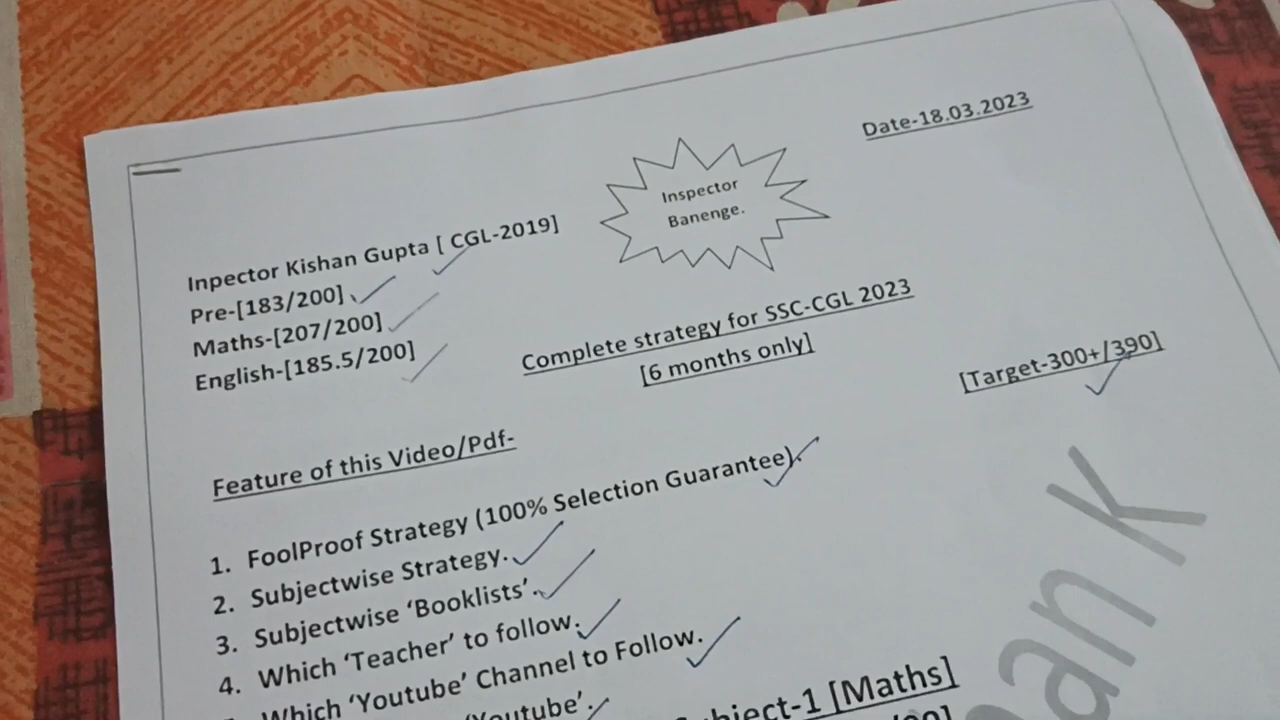 Date-18.03.2023
Inspector
Banenge.
Inpector Kishan Gupta [ CGL-2019]
Pre-[183/200]
Maths-[207/200]
English-[185.5/200]
Complete strategy for SSC-CGL 2023
[6 months only]
[Target-300+/390]
Feature of this Video/Pdf-
1. FoolProof Strategy (100% Selection Guarantee).
2. Subjectwise Strategy.
3. Subjectwise ‘Booklists’.
4. Which ‘Teacher’ to follow.
Which ‘Youtube’ Channel to Follow.
‘Youtube’.
[Maths]